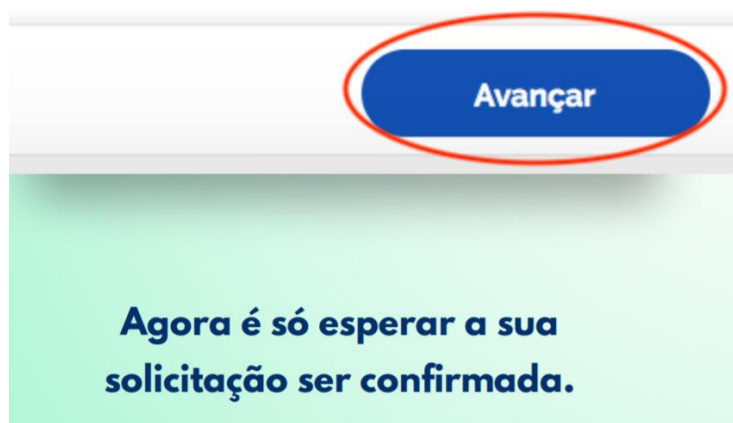 Avançar
Agora é só esperar a sua
solicitação ser confirmada.